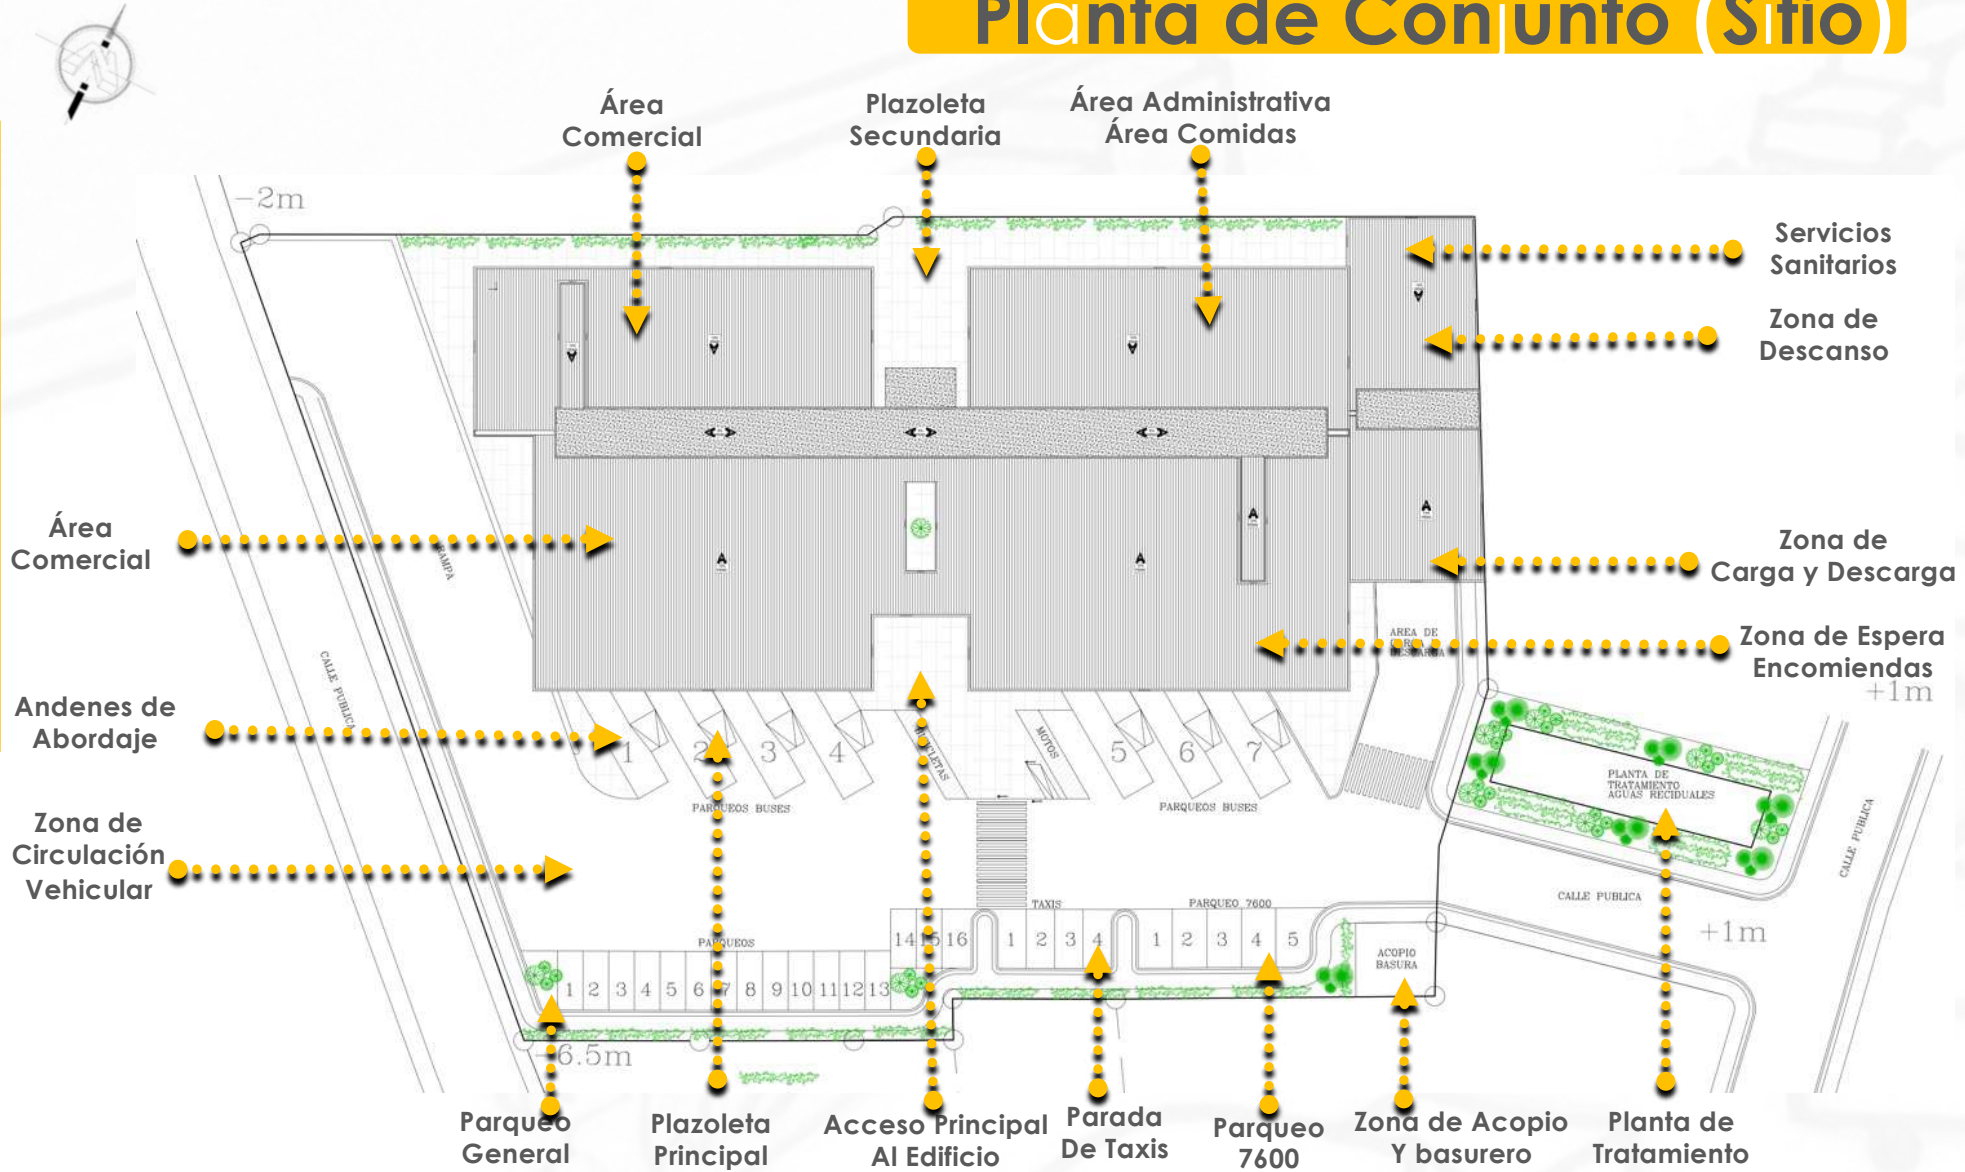 Planta de Conjunto (Sitio)
Área
Comercial
Plazoleta
Secundaria
Área Administrativa
Área Comidas
-2m
Servicios
Sanitarios
Zona de
Descanso
Área
Comercial
RAMPA
Zona de
Carga y Descarga
CALLE PUBLICA
AREA DE
CARGA Y
DESCARGA
Zona de Espera
Encomiendas
+1m
Andenes de
Abordaje
1 2 3 4
BICICLETAS
MOTOS
5 6 7
PARQUEOS BUSES
PARQUEOS BUSES
PLANTA DE
TRATAMIENTO
AGUAS RECIDUALES
CALLE PUBLICA
Zona de
Circulación
Vehicular
CALLE PUBLICA
+1m
PARQUEOS
TAXIS
PARQUEO 7600
14 15 16
1 2 3 4
1 2 3 4 5
ACOPIO
BASURA
1 2 3 4 5 6 7 8 9 10 11 12 13
-6.5m
Parqueo
General
Plazoleta
Principal
Acceso Principal
Al Edificio
Parada
De Taxis
Parqueo
7600
Zona de Acopio
Y basurero
Planta de
Tratamiento